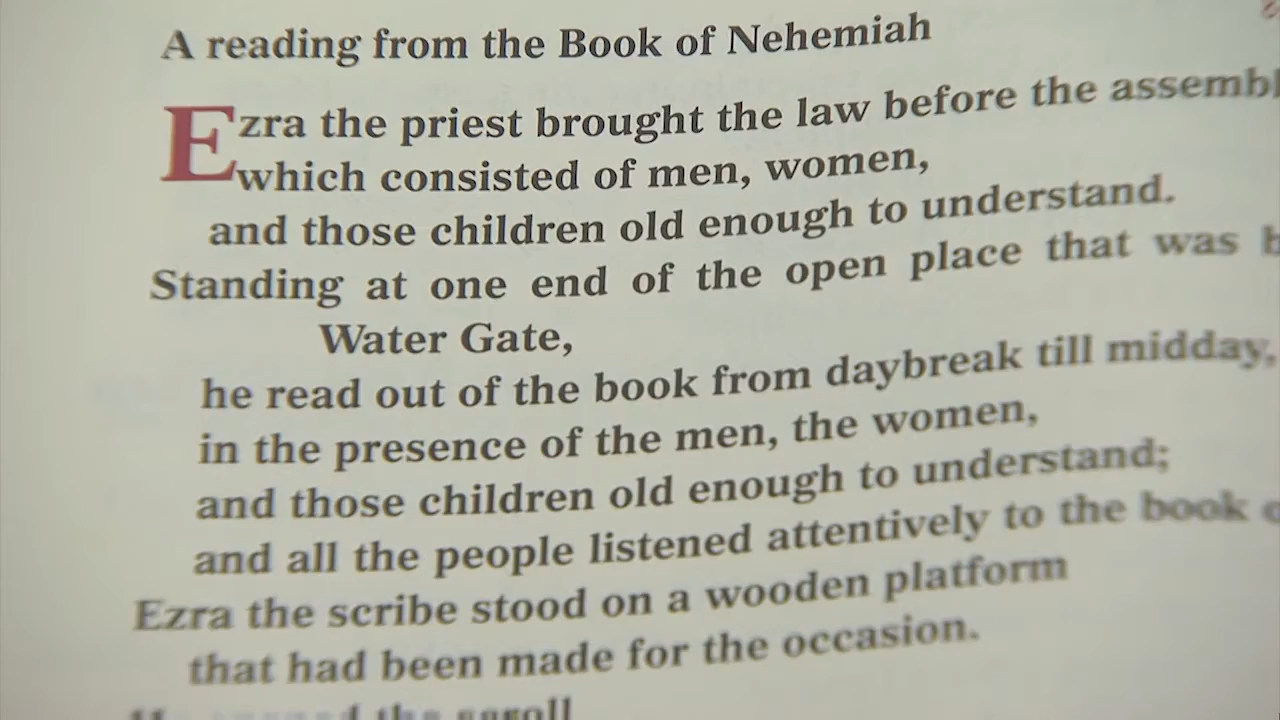 A reading from the Book of Nehemiah
Ezra the priest brought the law before the assembl
which consisted of men, women,
and those children old enough to understand.
Standing at one end of the open place that was
Water Gate,
he read out of the book from daybreak till midday,
in the presence of the men, the women,
and those children old enough to understand;
and all the people listened attentively to the book
Ezra the scribe stood on a wooden platform
that had been made for the occasion.
the scroll